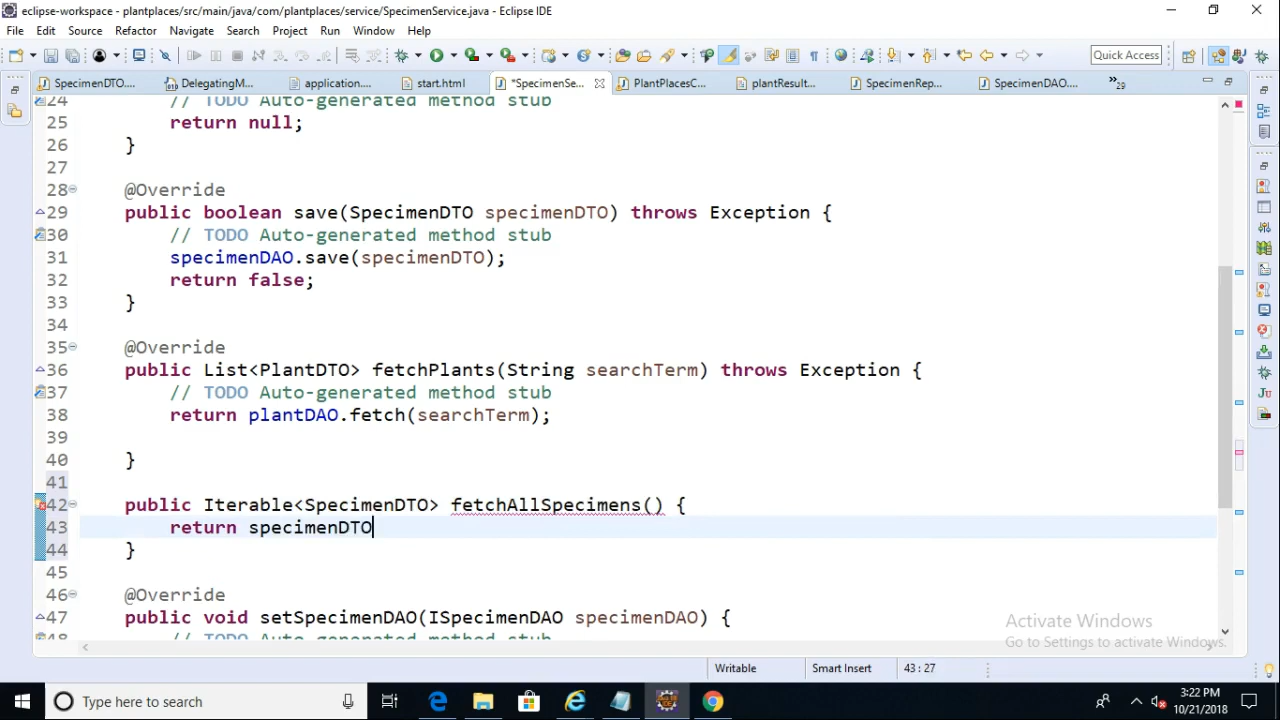 eclipse-workspace - plantplaces/src/main/java/com/plantplaces/service/SpecimenService.java - Eclipse IDE
File Edit Source Refactor Navigate Search Project Run Window Help
Quick Access
SpecimenDTO.... DelegatingM... application.... start.html *SpecimenSe... PlantPlacesC... plantResult... SpecimenRep... SpecimenDAO.... »29
24 // TODO Auto-generated method stub
25 return null;
26 }
27
28 @Override
29 public boolean save(SpecimenDTO specimenDTO) throws Exception {
30 // TODO Auto-generated method stub
31 specimenDAO.save(specimenDTO);
32 return false;
33 }
34
35 @Override
36 public List<PlantDTO> fetchPlants(String searchTerm) throws Exception {
37 // TODO Auto-generated method stub
38 return plantDAO.fetch(searchTerm);
39
40 }
41
42 public Iterable<SpecimenDTO> fetchAllSpecimens() {
43 return specimenDTO
44 }
45
46 @Override
47 public void setSpecimenDAO(ISpecimenDAO specimenDAO) {
48 // TODO Auto-generated method stub
Activate Windows
Go to Settings to activate Windows.
Writable Smart Insert 43 : 27
Type here to search
3:22 PM
10/21/2018